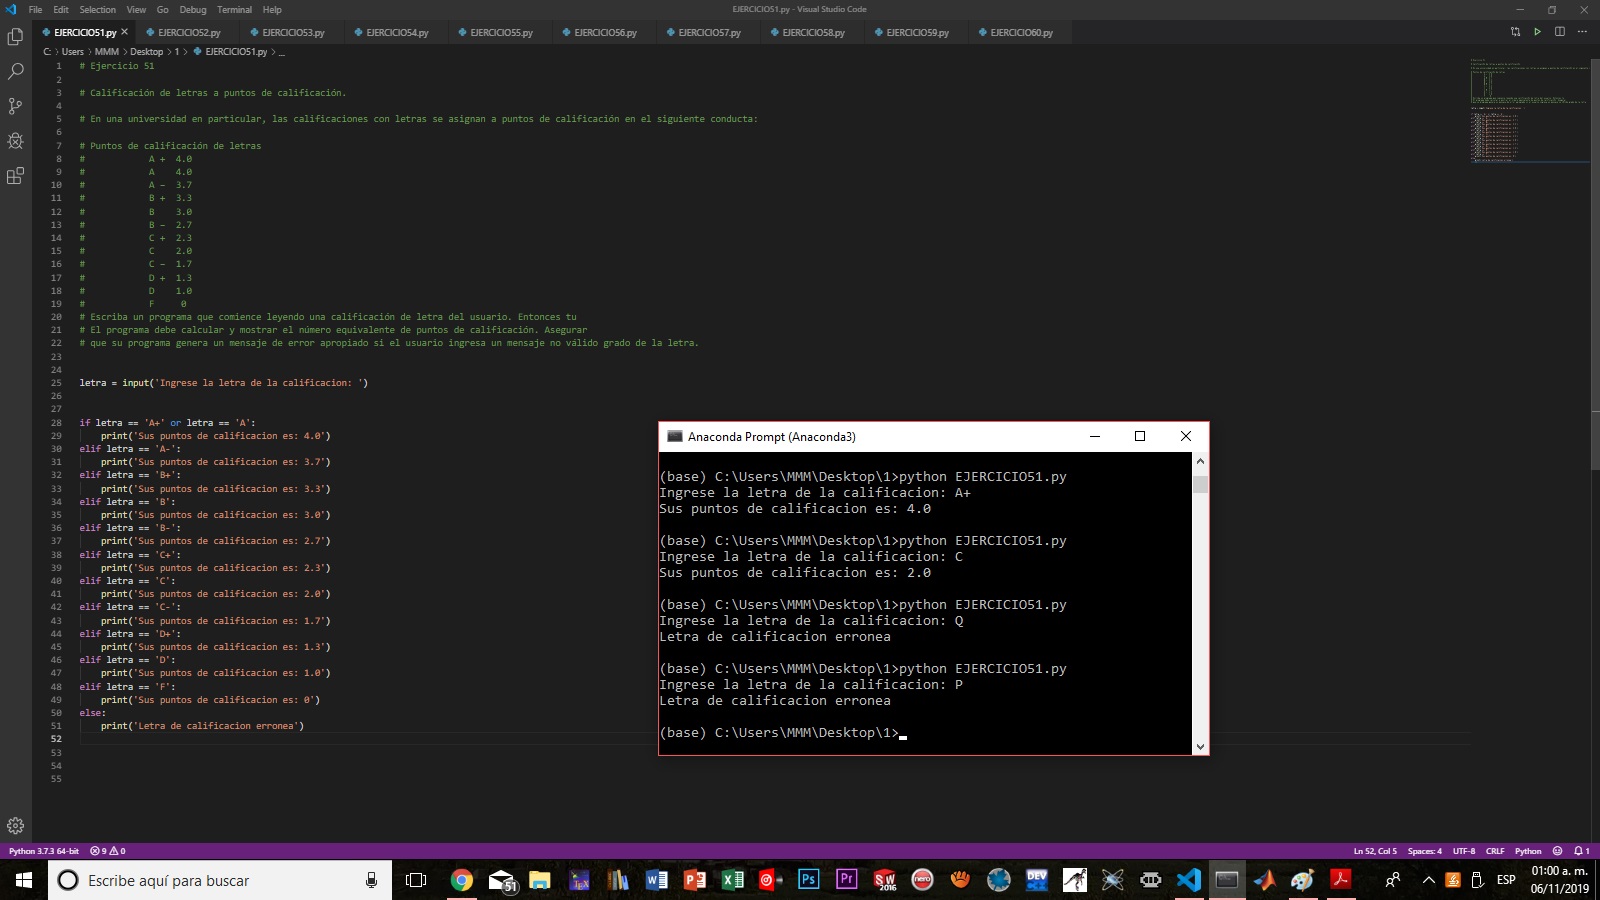 File Edit Selection View Go Debug Terminal Help
EJERCICIO51.py - Visual Studio Code
EJERCICIO51.py EJERCICIO52.py EJERCICIO53.py EJERCICIO54.py EJERCICIO55.py EJERCICIO56.py EJERCICIO57.py EJERCICIO58.py EJERCICIO59.py EJERCICIO60.py
C: > Users > MMM > Desktop > 1 > EJERCICIO51.py > ...
1 # Ejercicio 51
2
3 # Calificación de letras a puntos de calificación.
4
5 # En una universidad en particular, las calificaciones con letras se asignan a puntos de calificación en el siguiente conducta:
6
7 # Puntos de calificación de letras
8 # A + 4.0
9 # A 4.0
10 # A − 3.7
11 # B + 3.3
12 # B 3.0
13 # B − 2.7
14 # C + 2.3
15 # C 2.0
16 # C − 1.7
17 # D + 1.3
18 # D 1.0
19 # F 0
20 # Escriba un programa que comience leyendo una calificación de letra del usuario. Entonces tu
21 # El programa debe calcular y mostrar el número equivalente de puntos de calificación. Asegurar
22 # que su programa genera un mensaje de error apropiado si el usuario ingresa un mensaje no válido grado de la letra.
23
24
25 letra = input('Ingrese la letra de la calificacion: ')
26
27
28 if letra == 'A+' or letra == 'A':
29 print('Sus puntos de calificacion es: 4.0')
30 elif letra == 'A-':
31 print('Sus puntos de calificacion es: 3.7')
32 elif letra == 'B+':
33 print('Sus puntos de calificacion es: 3.3')
34 elif letra == 'B':
35 print('Sus puntos de calificacion es: 3.0')
36 elif letra == 'B-':
37 print('Sus puntos de calificacion es: 2.7')
38 elif letra == 'C+':
39 print('Sus puntos de calificacion es: 2.3')
40 elif letra == 'C':
41 print('Sus puntos de calificacion es: 2.0')
42 elif letra == 'C-':
43 print('Sus puntos de calificacion es: 1.7')
44 elif letra == 'D+':
45 print('Sus puntos de calificacion es: 1.3')
46 elif letra == 'D':
47 print('Sus puntos de calificacion es: 1.0')
48 elif letra == 'F':
49 print('Sus puntos de calificacion es: 0')
50 else:
51 print('Letra de calificacion erronea')
52
53
54
55
Anaconda Prompt (Anaconda3)
(base) C:\Users\MMM\Desktop\1>python EJERCICIO51.py
Ingrese la letra de la calificacion: A+
Sus puntos de calificacion es: 4.0
(base) C:\Users\MMM\Desktop\1>python EJERCICIO51.py
Ingrese la letra de la calificacion: C
Sus puntos de calificacion es: 2.0
(base) C:\Users\MMM\Desktop\1>python EJERCICIO51.py
Ingrese la letra de la calificacion: Q
Letra de calificacion erronea
(base) C:\Users\MMM\Desktop\1>python EJERCICIO51.py
Ingrese la letra de la calificacion: P
Letra de calificacion erronea
(base) C:\Users\MMM\Desktop\1>
Python 3.7.3 64-bit 9 0
Ln 52, Col 5 Spaces: 4 UTF-8 CRLF Python 1
Escribe aquí para buscar
51
Ps Pr SW 2016 nero DEV
ESP
01:00 a. m.
06/11/2019